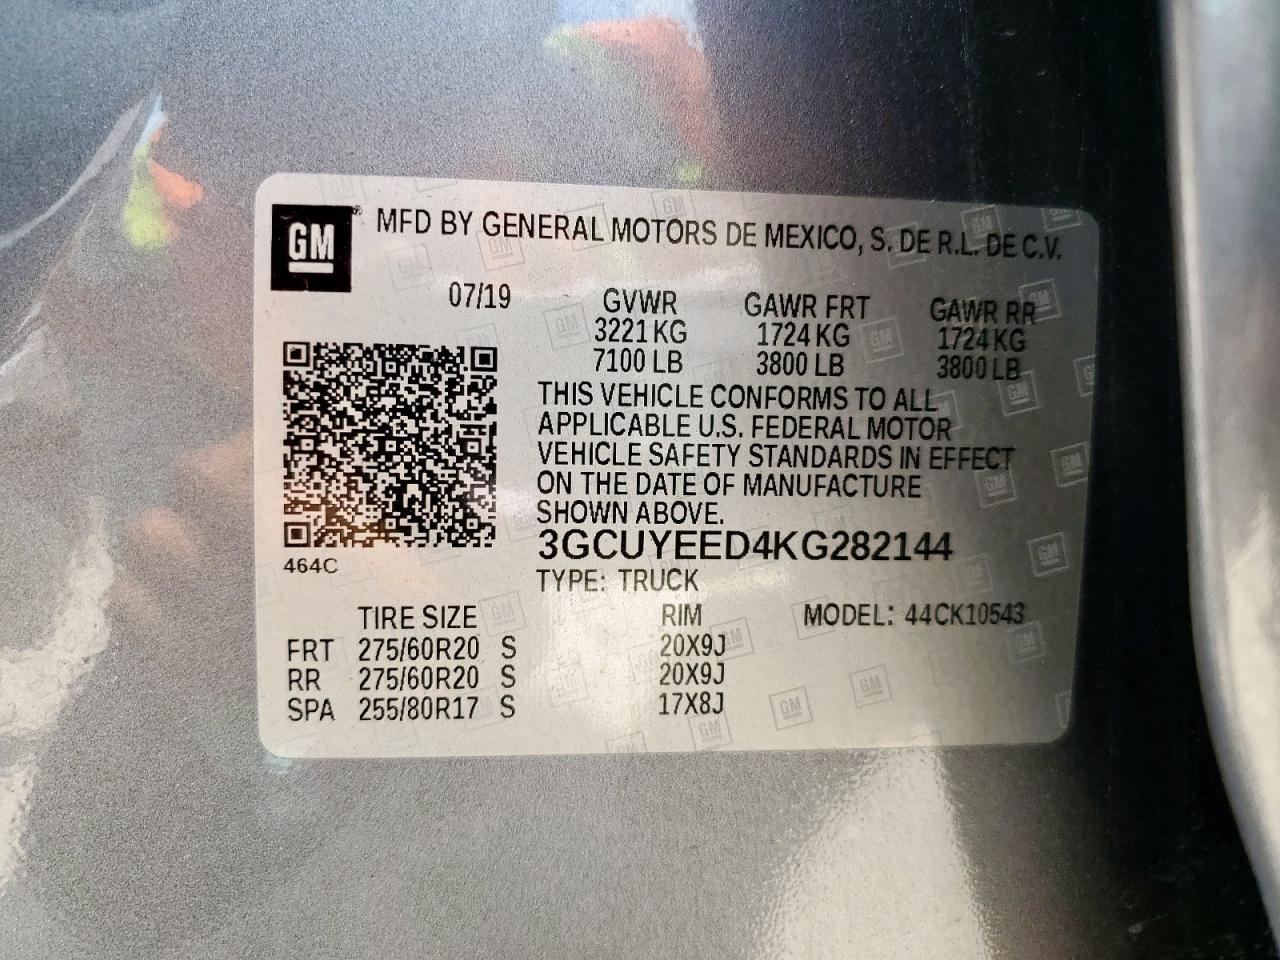 GM® MFD BY GENERAL MOTORS DE MEXICO, S. DE R.L. DE C.V.
07/19 GVWR GAWR FRT GAWR RR
3221 KG 1724 KG 1724 KG
7100 LB 3800 LB 3800 LB
THIS VEHICLE CONFORMS TO ALL
APPLICABLE U.S. FEDERAL MOTOR
VEHICLE SAFETY STANDARDS IN EFFECT
ON THE DATE OF MANUFACTURE
SHOWN ABOVE.
3GCUYEED4KG282144
464C
TYPE: TRUCK
TIRE SIZE RIM MODEL: 44CK10543
FRT 275/60R20 S 20X9J
RR 275/60R20 S 20X9J
SPA 255/80R17 S 17X8J